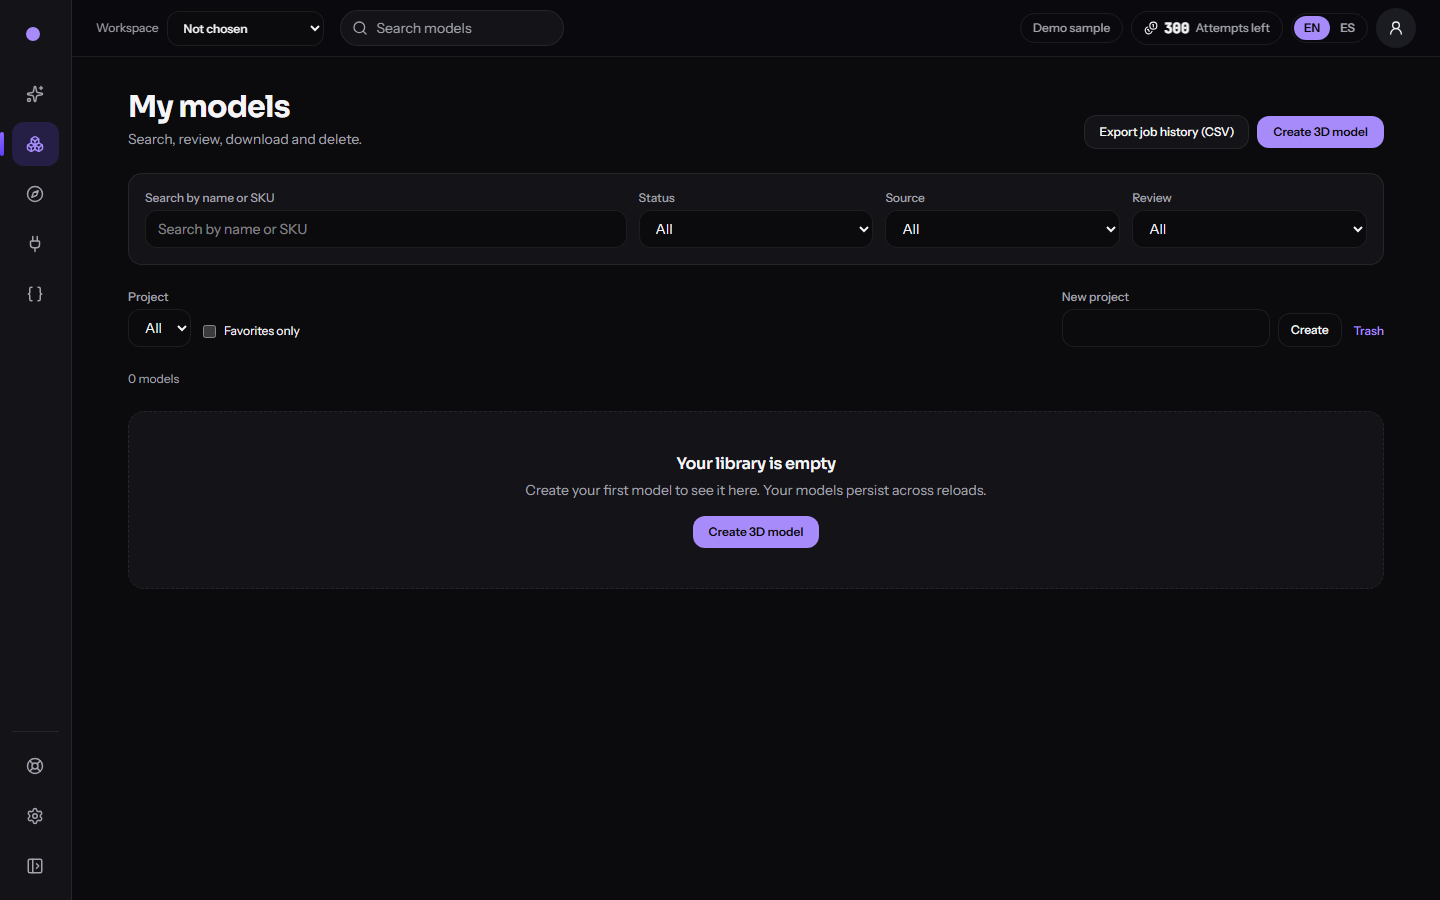 Workspace
Not chosen
Search models
Demo sample
300 Attempts left
EN
ES
My models
Search, review, download and delete.
Export job history (CSV)
Create 3D model
Search by name or SKU
Status
Source
Review
Search by name or SKU
All
All
All
Project
New project
All
Favorites only
Create
Trash
0 models
Your library is empty
Create your first model to see it here. Your models persist across reloads.
Create 3D model